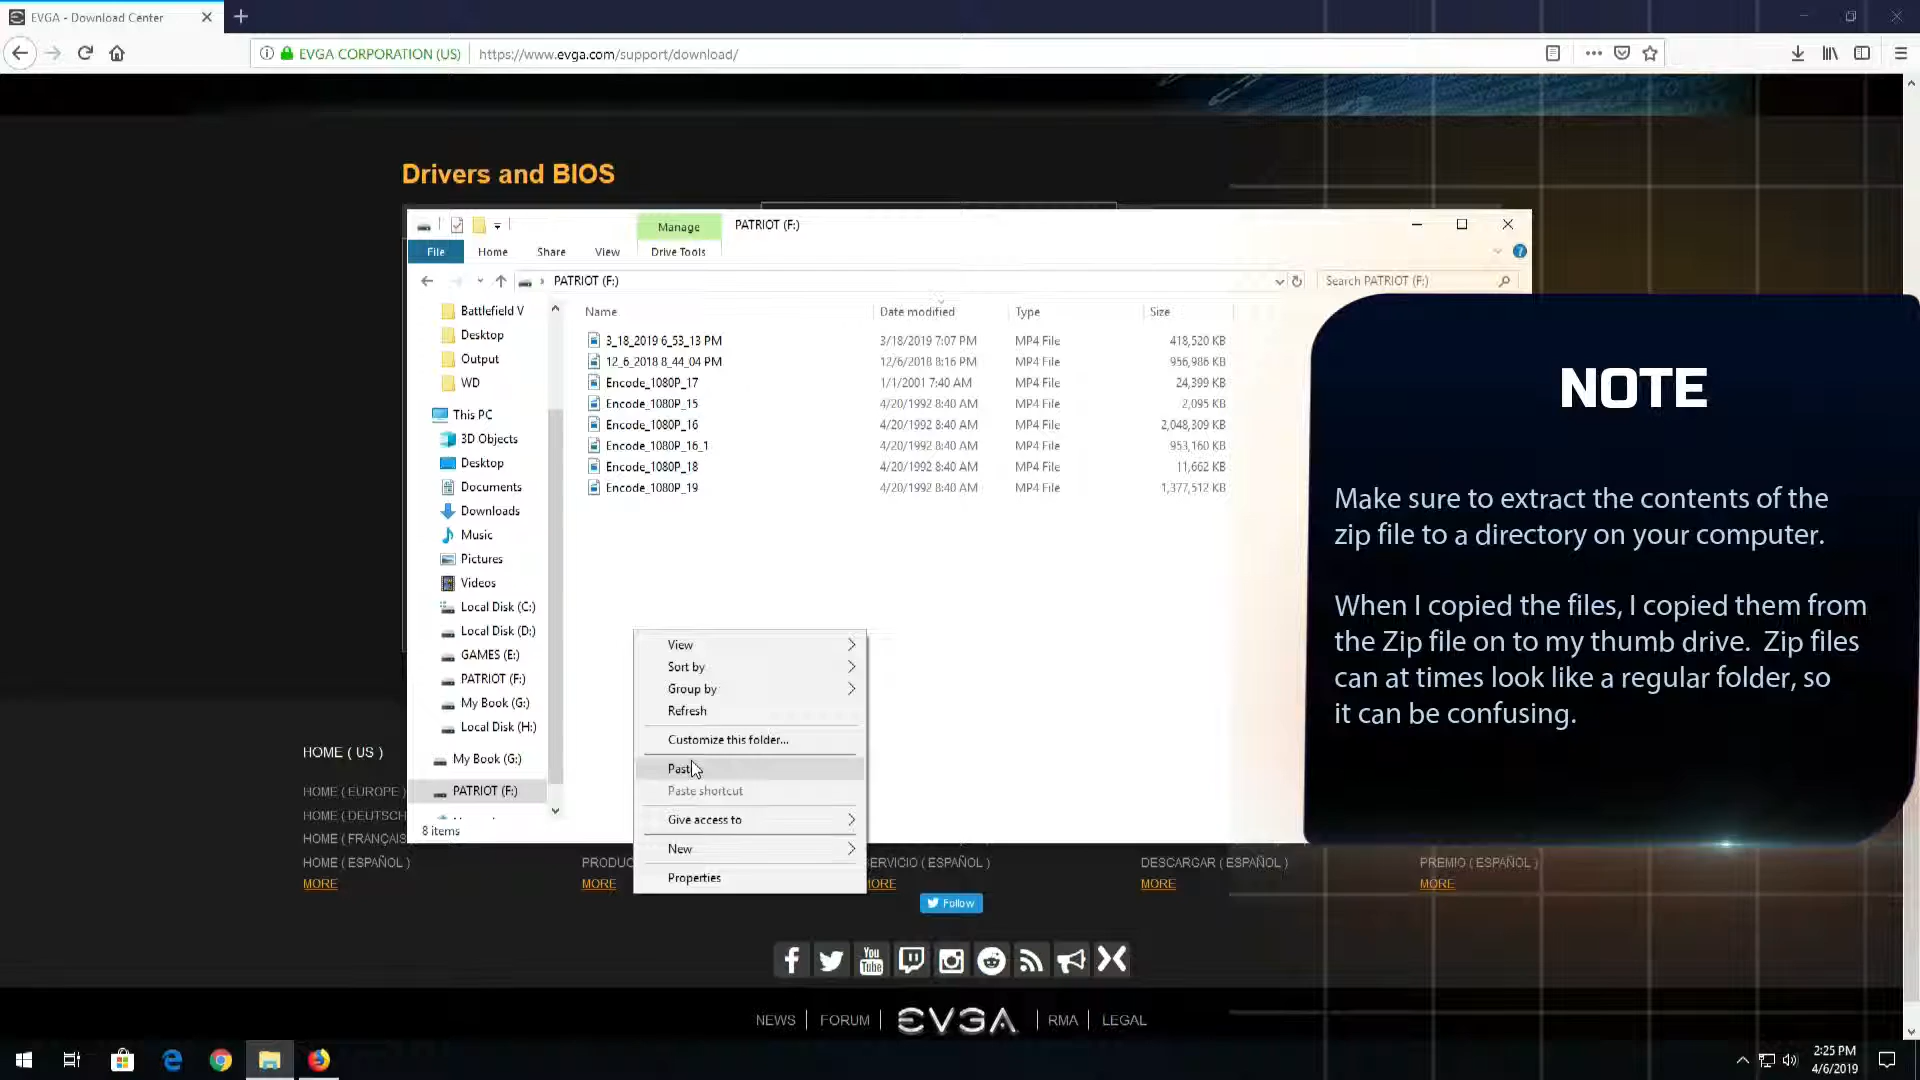 EVGA - Download Center
EVGA CORPORATION (US)
https://www.evga.com/support/download/
Drivers and BIOS
Manage
PATRIOT (F:)
File
Home
Share
View
Drive Tools
PATRIOT (F:)
Search PATRIOT (F:)
Name
Date modified
Type
Size
3_18_2019 6_53_13 PM 3/18/2019 7:07 PM MP4 File 418,520 KB
12_6_2018 8_44_04 PM 12/6/2018 8:16 PM MP4 File 956,986 KB
Encode_1080P_17 1/1/2001 7:40 AM MP4 File 24,399 KB
Encode_1080P_15 4/20/1992 8:40 AM MP4 File 2,095 KB
Encode_1080P_16 4/20/1992 8:40 AM MP4 File 2,048,309 KB
Encode_1080P_16_1 4/20/1992 8:40 AM MP4 File 953,160 KB
Encode_1080P_18 4/20/1992 8:40 AM MP4 File 11,662 KB
Encode_1080P_19 4/20/1992 8:40 AM MP4 File 1,377,512 KB
Battlefield V
Desktop
Output
WD
This PC
3D Objects
Desktop
Documents
Downloads
Music
Pictures
Videos
Local Disk (C:)
Local Disk (D:)
GAMES (E:)
PATRIOT (F:)
My Book (G:)
Local Disk (H:)
My Book (G:)
PATRIOT (F:)
8 items
View
Sort by
Group by
Refresh
Customize this folder...
Paste
Paste shortcut
Give access to
New
Properties
NOTE
Make sure to extract the contents of the
zip file to a directory on your computer.
When I copied the files, I copied them from
the Zip file on to my thumb drive. Zip files
can at times look like a regular folder, so
it can be confusing.
HOME ( US )
HOME ( EUROPE )
HOME ( DEUTSCH
HOME ( FRANÇAIS
HOME ( ESPAÑOL )
MORE
PRODUC
MORE
ERVICIO ( ESPAÑOL )
MORE
DESCARGAR ( ESPAÑOL )
MORE
PREMIO ( ESPAÑOL )
MORE
Follow
You
Tube
NEWS
FORUM
EVGA
RMA
LEGAL
2:25 PM
4/6/2019